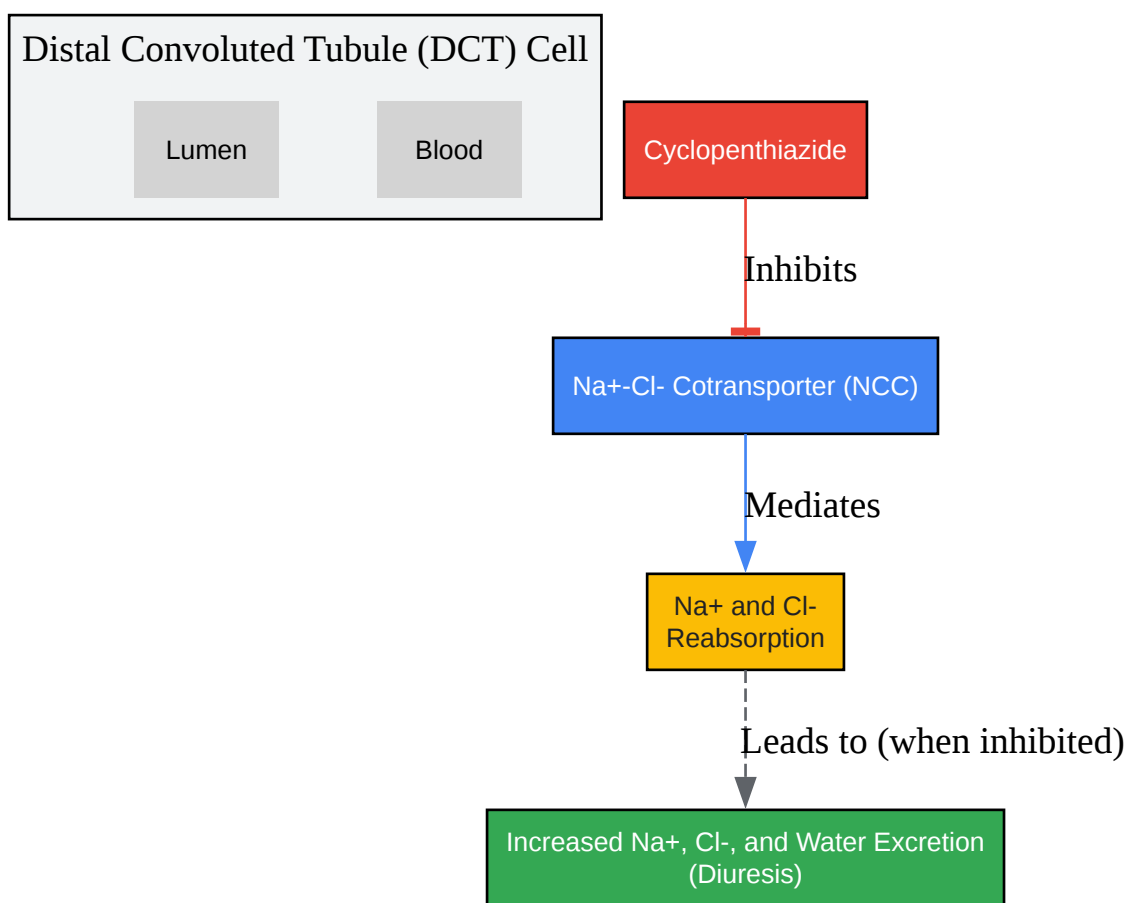 Distal Convoluted Tubule (DCT) Cell
Lumen
Blood
Cyclopenthiazide
Inhibits
Na+-Cl- Cotransporter (NCC)
Mediates
Na+ and Cl-
Reabsorption
Leads to (when inhibited)
Increased Na+, Cl-, and Water Excretion
(Diuresis)